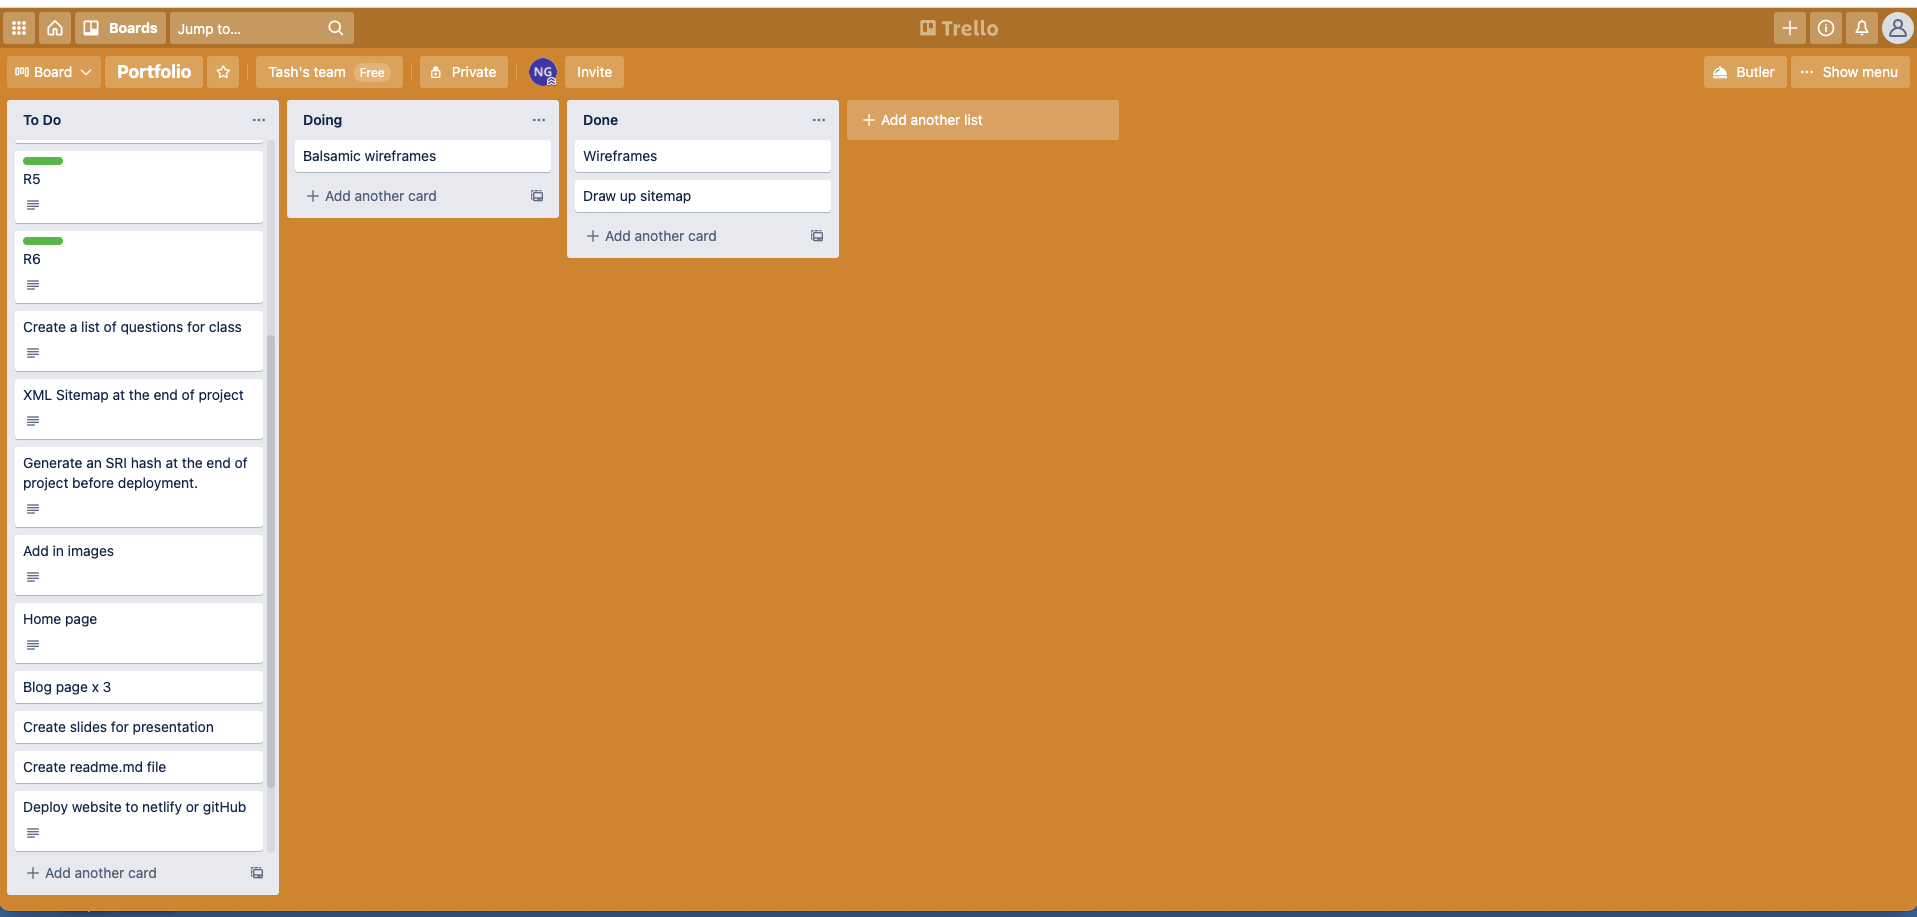 Boards
Jump to...
Trello
Board
Portfolio
Tash's team Free
Private
NG
Invite
Butler
Show menu
To Do
R5
R6
Create a list of questions for class
XML Sitemap at the end of project
Generate an SRI hash at the end of
project before deployment.
Add in images
Home page
Blog page x 3
Create slides for presentation
Create readme.md file
Deploy website to netlify or gitHub
Add another card
Doing
Balsamic wireframes
Add another card
Done
Wireframes
Draw up sitemap
Add another card
Add another list